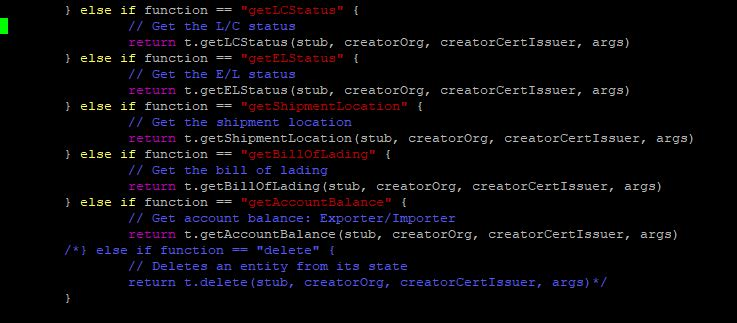 } else if function == "getLCStatus" {
// Get the L/C status
return t.getLCStatus(stub, creatorOrg, creatorCertIssuer, args)
} else if function == "getELStatus" {
// Get the E/L status
return t.getELStatus(stub, creatorOrg, creatorCertIssuer, args)
} else if function == "getShipmentLocation" {
// Get the shipment location
return t.getShipmentLocation(stub, creatorOrg, creatorCertIssuer, args)
} else if function == "getBillOfLading" {
// Get the bill of lading
return t.getBillOfLading(stub, creatorOrg, creatorCertIssuer, args)
} else if function == "getAccountBalance" {
// Get account balance: Exporter/Importer
return t.getAccountBalance(stub, creatorOrg, creatorCertIssuer, args)
/*} else if function == "delete" {
// Deletes an entity from its state
return t.delete(stub, creatorOrg, creatorCertIssuer, args)*/
}